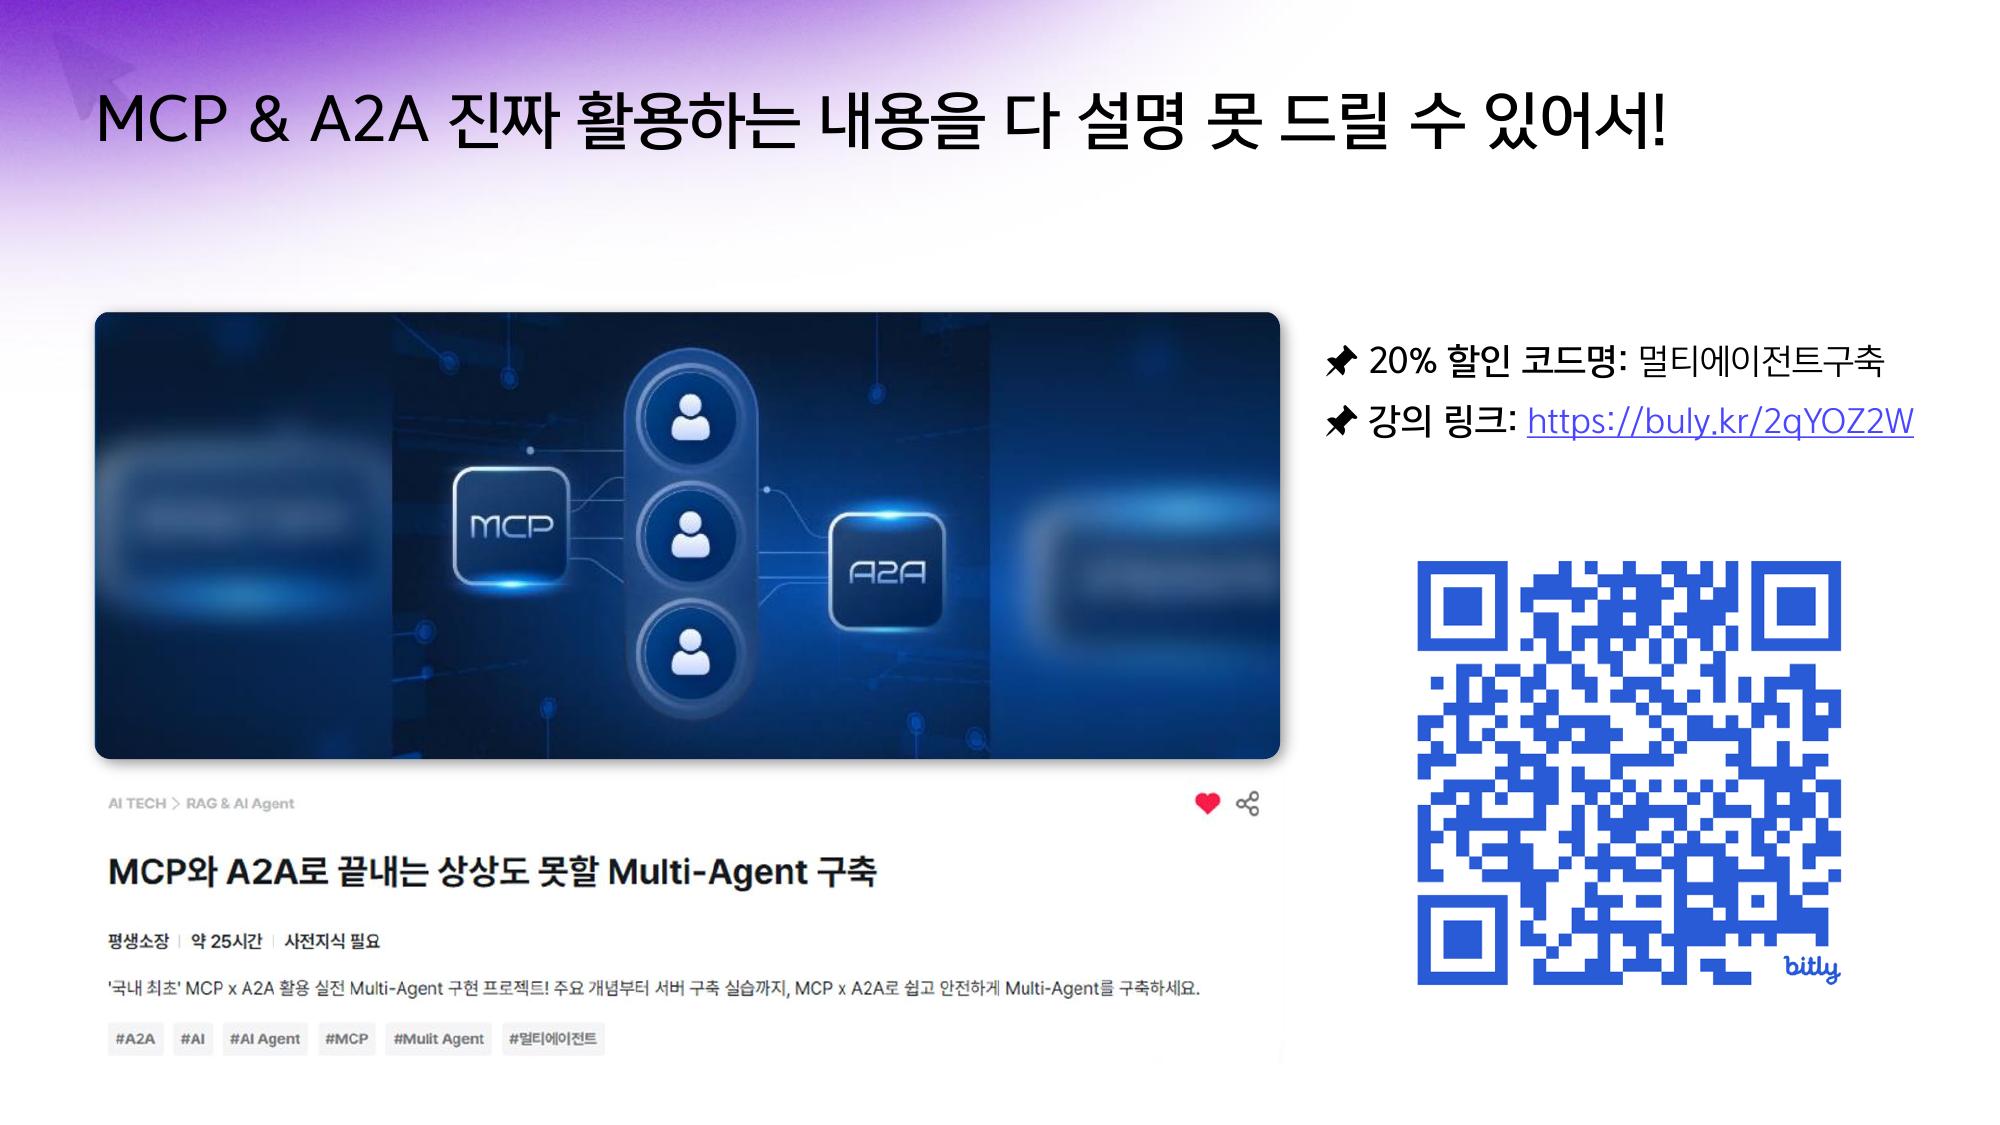 MCP & A2A 진짜 활용하는 내용을 다 설명 못 드릴 수 있어서!
MCP
A2A
📌 20% 할인 코드명: 멀티에이전트구축
📌 강의 링크: https://buly.kr/2qYOZ2W
AI TECH > RAG & AI Agent
MCP와 A2A로 끝내는 상상도 못할 Multi-Agent 구축
평생소장 | 약 25시간 | 사전지식 필요
'국내 최초' MCP x A2A 활용 실전 Multi-Agent 구현 프로젝트! 주요 개념부터 서버 구축 실습까지, MCP x A2A로 쉽고 안전하게 Multi-Agent를 구축하세요.
#A2A #AI #AI Agent #MCP #Mulit Agent #멀티에이전트
bitly